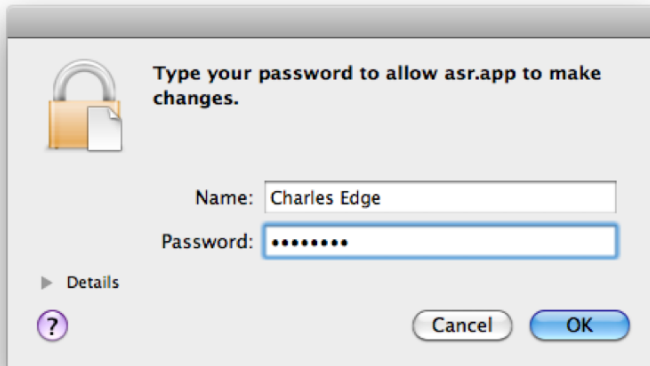 Type your password to allow asr.app to make
changes.
Name: Charles Edge
Password: ••••••••
Details
? Cancel OK